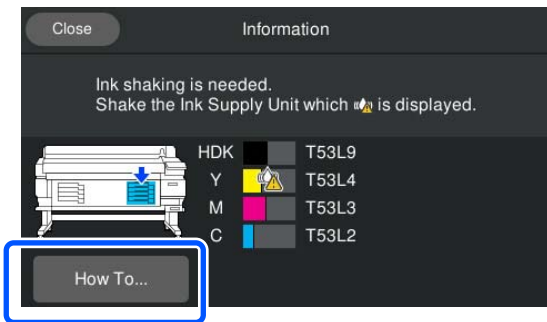 Close
Information
Ink shaking is needed.
Shake the Ink Supply Unit which is displayed.
HDK T53L9
Y T53L4
M T53L3
C T53L2
How To...